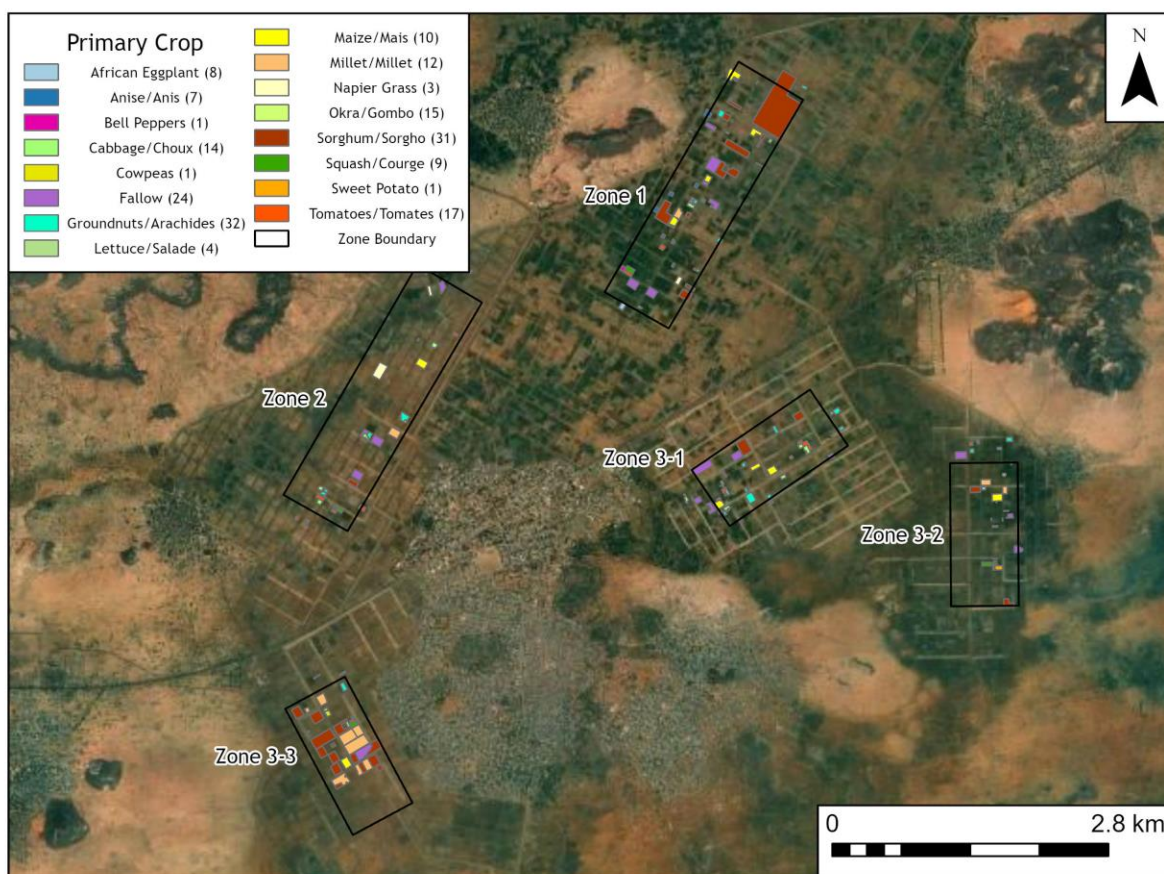 Primary Crop
African Eggplant (8)
Anise/Anis (7)
Bell Peppers (1)
Cabbage/Choux (14)
Cowpeas (1)
Fallow (24)
Groundnuts/Arachides (32)
Lettuce/Salade (4)
Maize/Mais (10)
Millet/Millet (12)
Napier Grass (3)
Okra/Gombo (15)
Sorghum/Sorgho (31)
Squash/Courge (9)
Sweet Potato (1)
Tomatoes/Tomates (17)
Zone Boundary
N
Zone 1
Zone 2
Zone 3-1
Zone 3-2
Zone 3-3
0 2.8 km